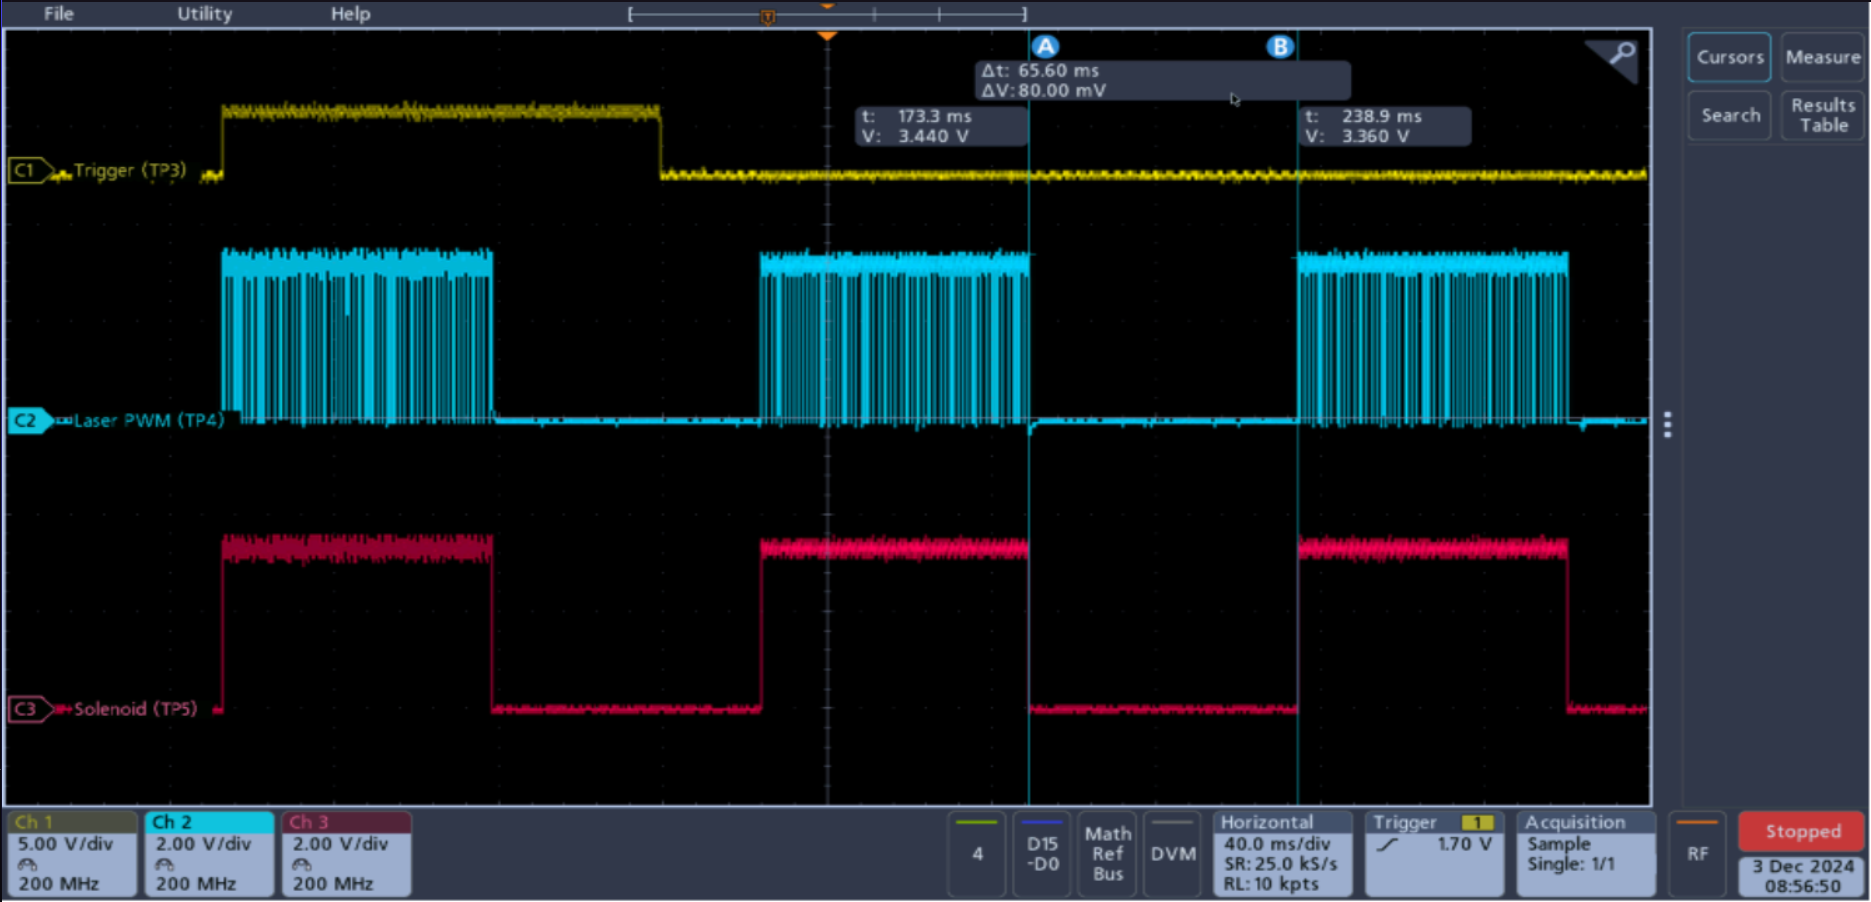 File Utility Help
A B
Δt: 65.60 ms
ΔV: 80.00 mV
t: 173.3 ms
V: 3.440 V
t: 238.9 ms
V: 3.360 V
Cursors Measure
Search Results
Table
C1 Trigger (TP3)
C2 Laser PWM (TP4)
C3 Solenoid (TP5)
Ch 1
5.00 V/div
200 MHz
Ch 2
2.00 V/div
200 MHz
Ch 3
2.00 V/div
200 MHz
4
D15
-D0
Math
Ref
Bus
DVM
Horizontal
40.0 ms/div
SR: 25.0 kS/s
RL: 10 kpts
Trigger 1
1.70 V
Acquisition
Sample
Single: 1/1
RF
Stopped
3 Dec 2024
08:56:50